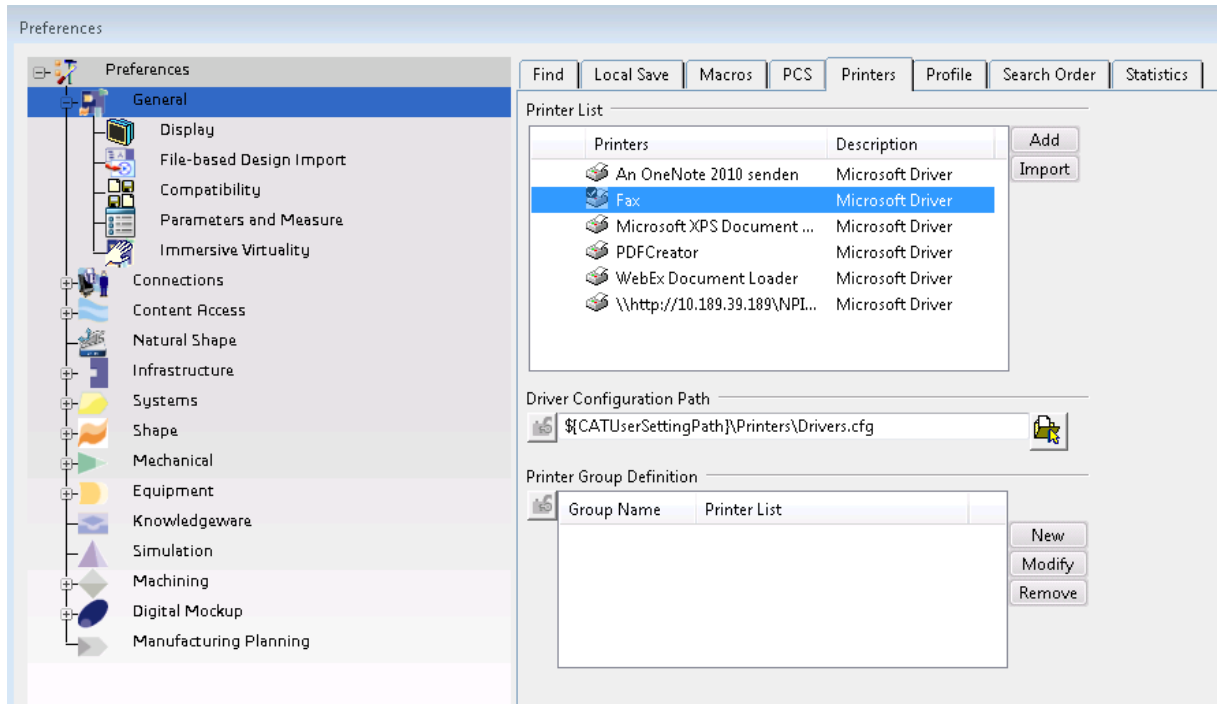 Preferences
Preferences
General
Display
File-based Design Import
Compatibility
Parameters and Measure
Immersive Virtuality
Connections
Content Access
Natural Shape
Infrastructure
Systems
Shape
Mechanical
Equipment
Knowledgeware
Simulation
Machining
Digital Mockup
Manufacturing Planning
Find Local Save Macros PCS Printers Profile Search Order Statistics
Printer List
Printers Description
An OneNote 2010 senden Microsoft Driver
Fax Microsoft Driver
Microsoft XPS Document ... Microsoft Driver
PDFCreator Microsoft Driver
WebEx Document Loader Microsoft Driver
\\http://10.189.39.189\NPI... Microsoft Driver
Add
Import
Driver Configuration Path
${CATUserSettingPath}\Printers\Drivers.cfg
Printer Group Definition
Group Name Printer List
New
Modify
Remove